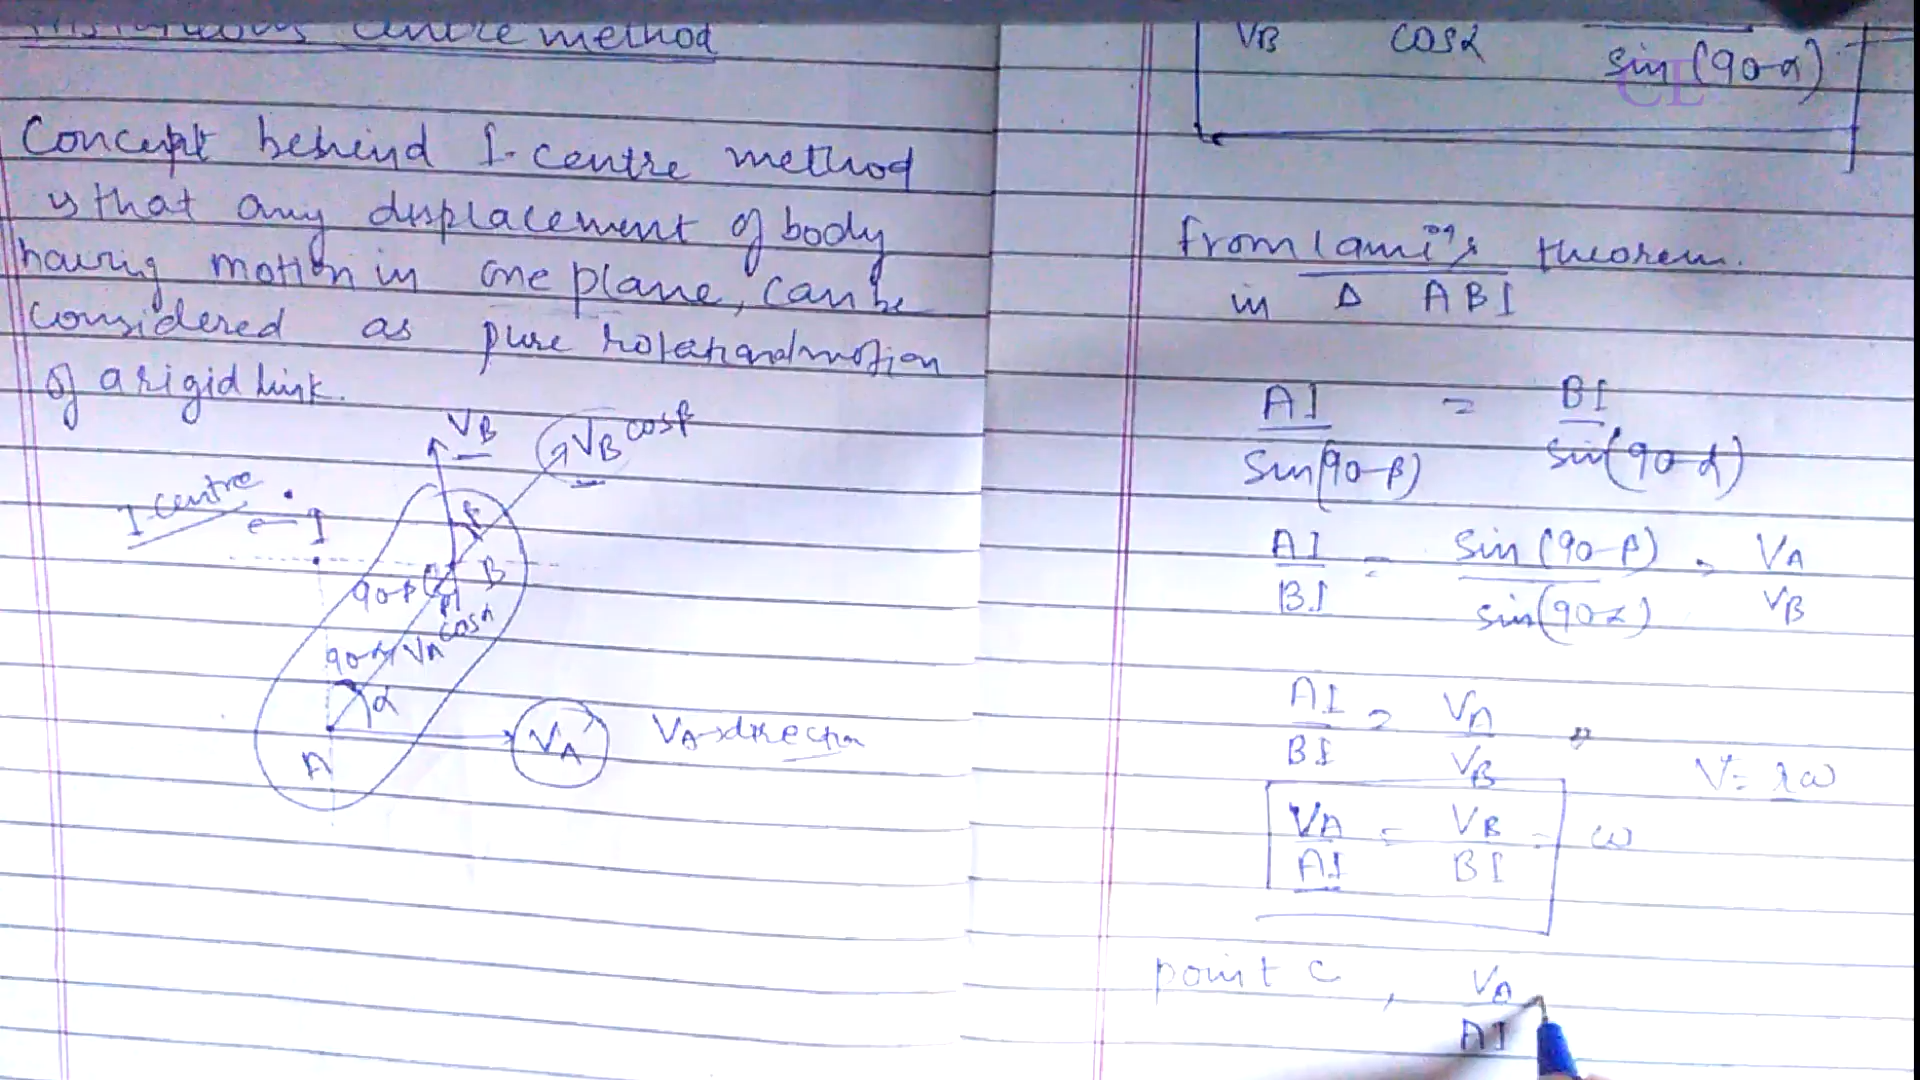 centre method
Concept behind I-centre method
is that any displacement of body
having motion in one plane, can be
considered as pure rotational motion
of a rigid link.
VB
VB cosβ
I-centre
I
β
90-β
B
VA cosα
90-α
α
A
VA
VA→direction
VB cosα sin(90-α)
CE
from lami's theorem.
in Δ ABI
AI = BI
sin(90-β) sin(90-α)
AI = sin(90-β) = VA
BI sin(90-α) VB
AI = VA
BI VB
V = rω
VA = VB = ω
AI BI
point C, VA
AI